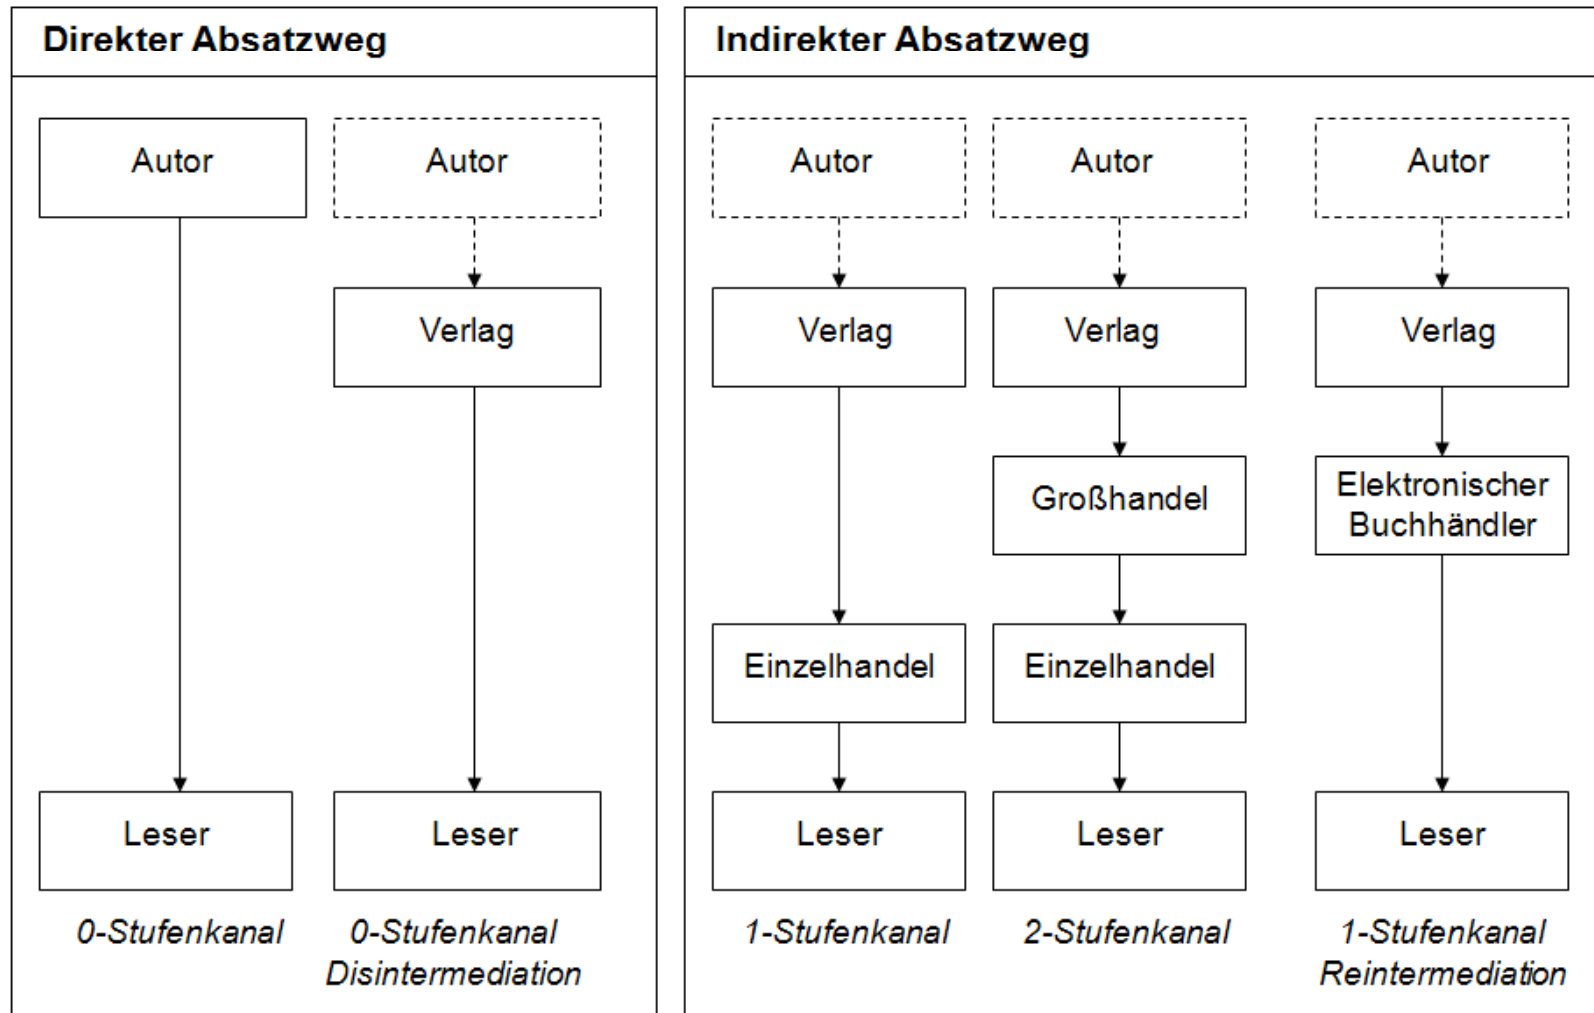 Direkter Absatzweg
Autor
Leser
0-Stufenkanal
Autor
Verlag
Leser
0-Stufenkanal
Disintermediation
Indirekter Absatzweg
Autor
Verlag
Einzelhandel
Leser
1-Stufenkanal
Autor
Verlag
Großhandel
Einzelhandel
Leser
2-Stufenkanal
Autor
Verlag
Elektronischer
Buchhändler
Leser
1-Stufenkanal
Reintermediation